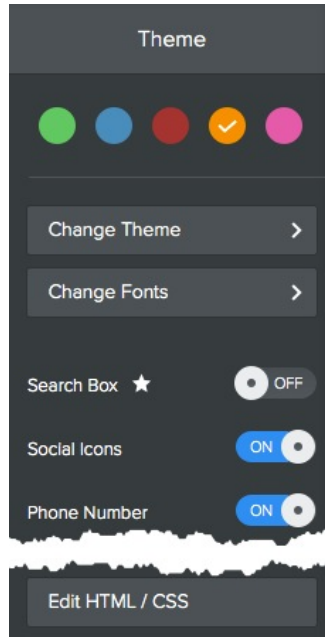 Theme
Change Theme
Change Fonts
Search Box OFF
Social Icons ON
Phone Number ON
Edit HTML / CSS